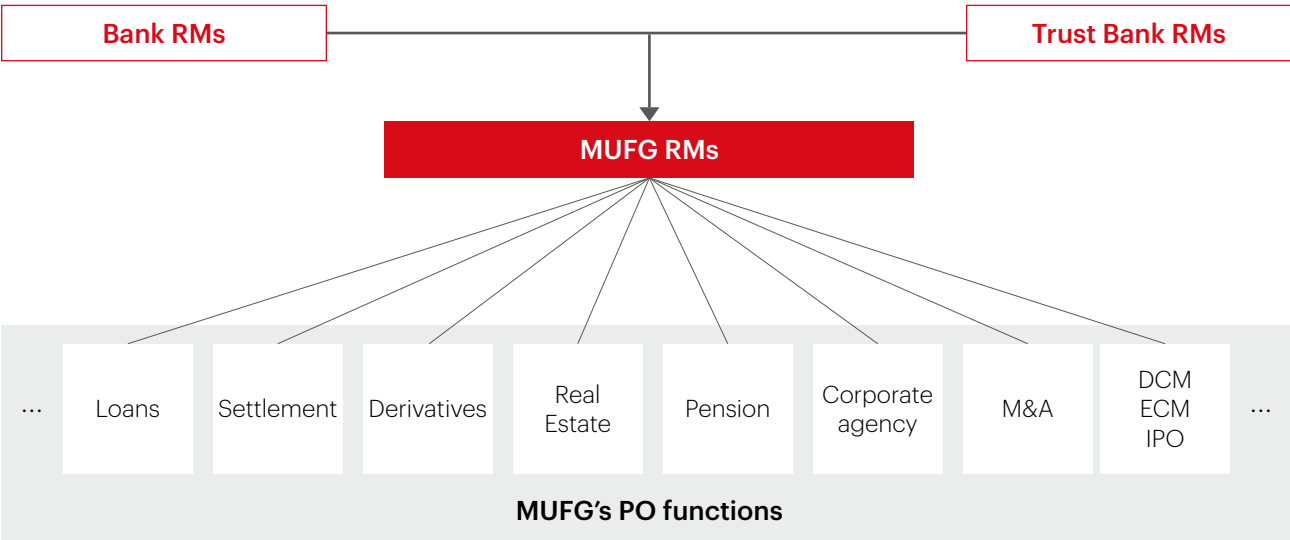 Bank RMs
Trust Bank RMs
MUFG RMs
...
Loans
Settlement
Derivatives
Real
Estate
Pension
Corporate
agency
M&A
DCM
ECM
IPO
...
MUFG’s PO functions